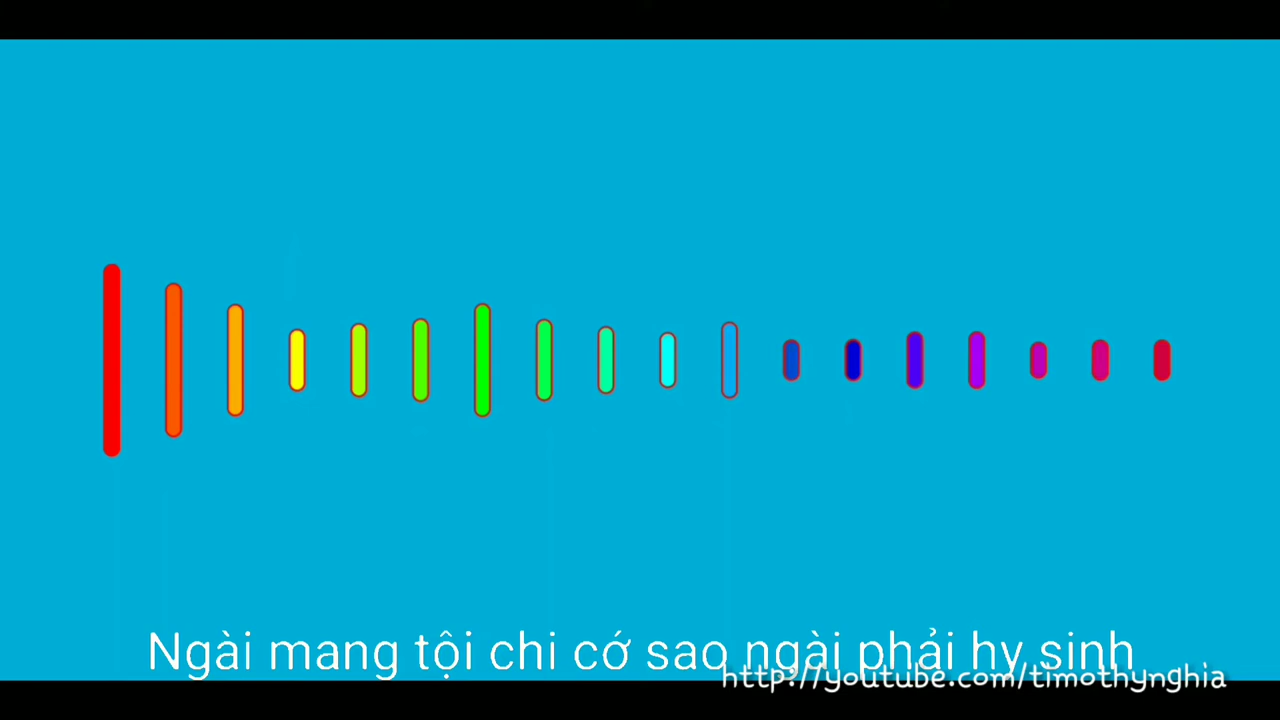 Ngài mang tội chi cớ sao ngài phải hy sinh
http://youtube.com/timothynghia